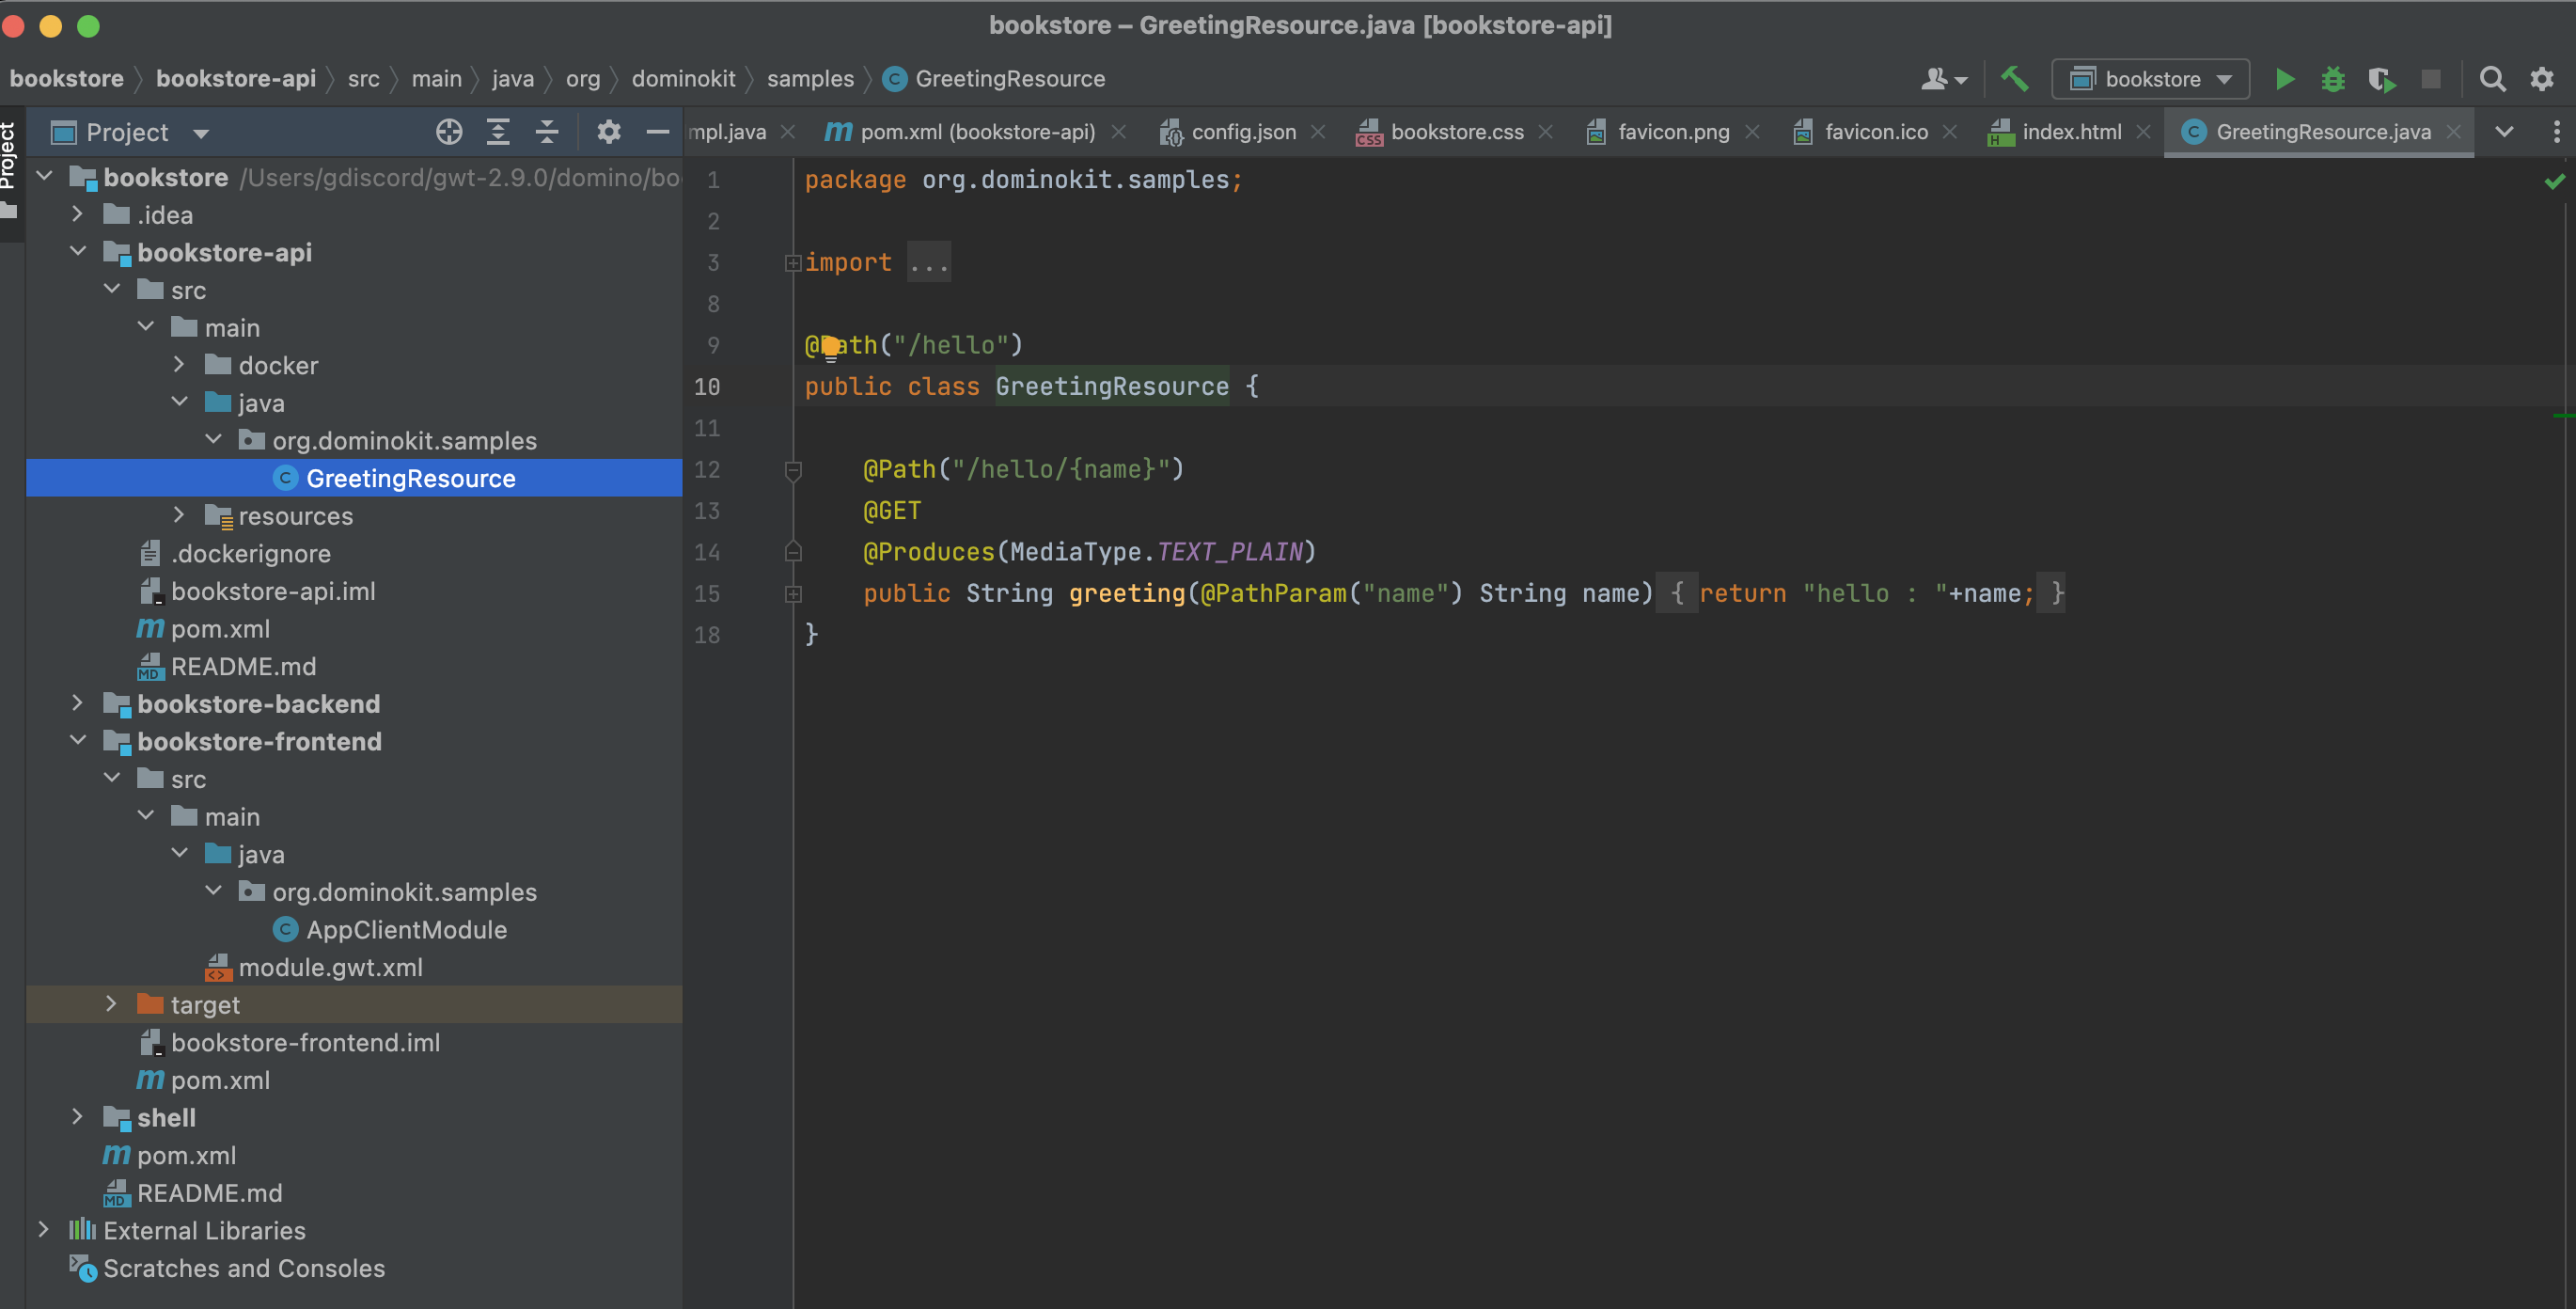 bookstore – GreetingResource.java [bookstore-api]
bookstore bookstore-api src main java org dominokit samples GreetingResource bookstore
Project
Project
mpl.java pom.xml (bookstore-api) config.json bookstore.css favicon.png favicon.ico index.html GreetingResource.java
bookstore /Users/gdiscord/gwt-2.9.0/domino/bo
.idea
bookstore-api
src
main
docker
java
org.dominokit.samples
GreetingResource
resources
.dockerignore
bookstore-api.iml
pom.xml
README.md
bookstore-backend
bookstore-frontend
src
main
java
org.dominokit.samples
AppClientModule
module.gwt.xml
target
bookstore-frontend.iml
pom.xml
shell
pom.xml
README.md
External Libraries
Scratches and Consoles
1 package org.dominokit.samples;
2
3 import ...
8
9 @Path("/hello")
10 public class GreetingResource {
11
12 @Path("/hello/{name}")
13 @GET
14 @Produces(MediaType.TEXT_PLAIN)
15 public String greeting(@PathParam("name") String name) { return "hello : "+name; }
18 }